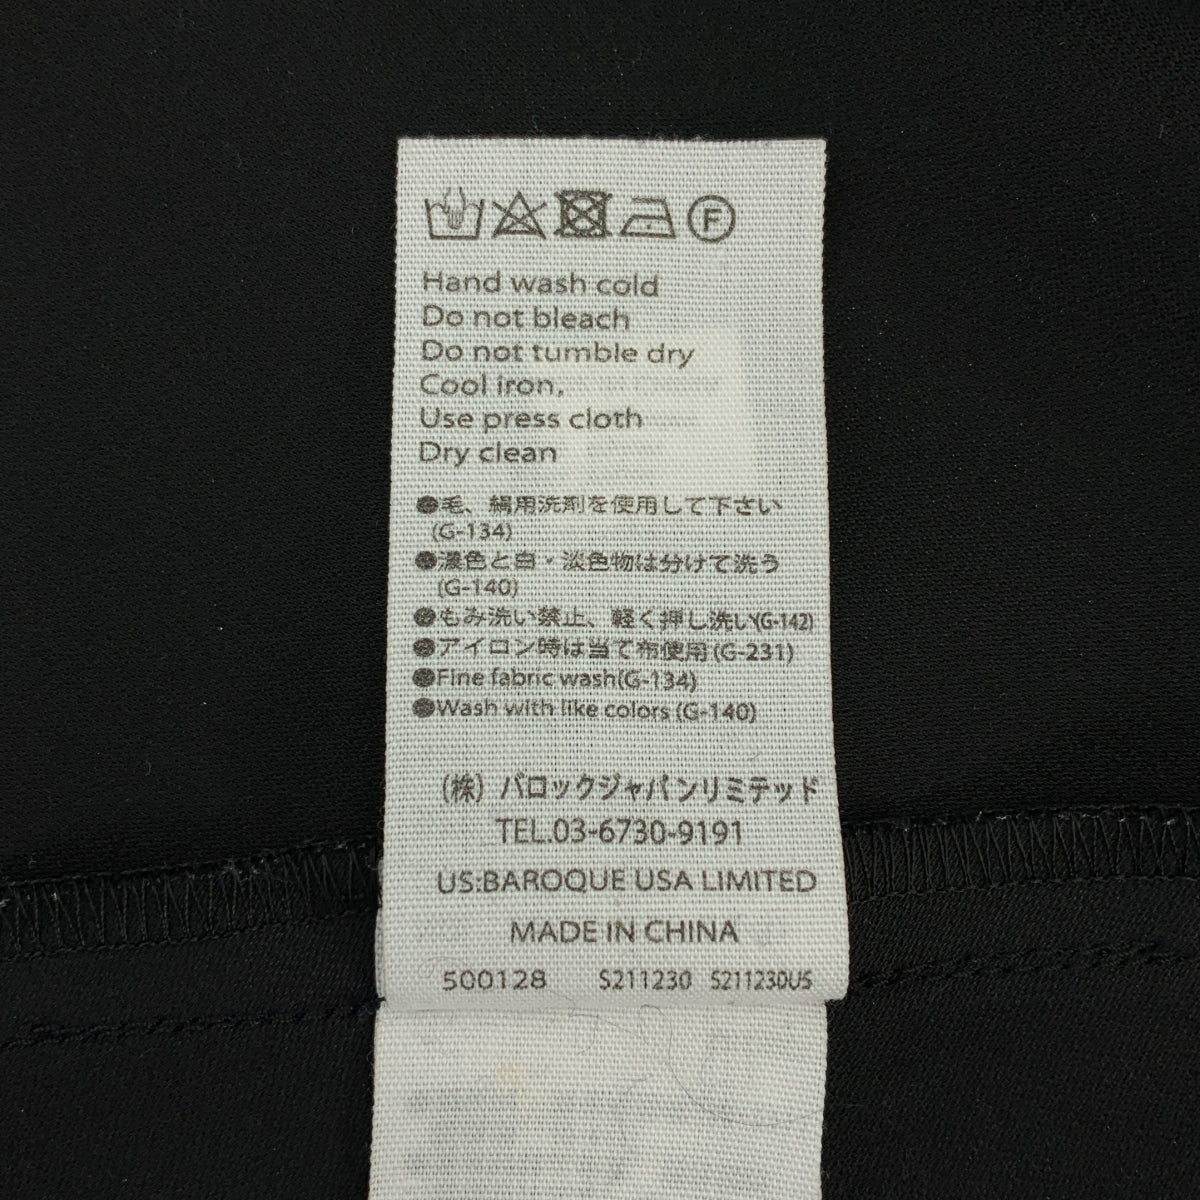 F
Hand wash cold
Do not bleach
Do not tumble dry
Cool iron,
Use press cloth
Dry clean
●毛、絹用洗剤を使用して下さい
(G-134)
●濃色と白・淡色物は分けて洗う
(G-140)
●もみ洗い禁止、軽く押し洗い(G-142)
●アイロン時は当て布使用(G-231)
●Fine fabric wash(G-134)
●Wash with like colors (G-140)
(株) バロックジャパンリミテッド
TEL.03-6730-9191
US:BAROQUE USA LIMITED
MADE IN CHINA
500128 S211230 S211230US